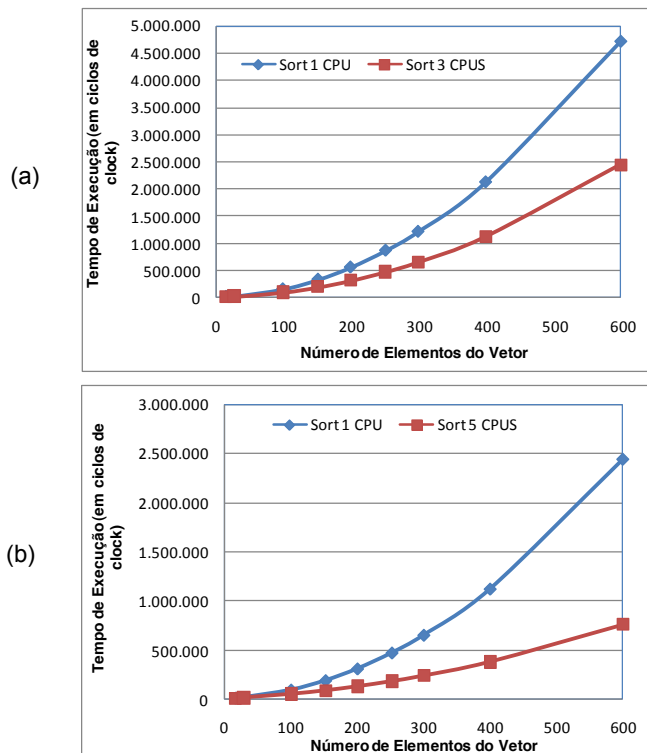 (a)
Tempo de Execução (em ciclos de
clock)
5.000.000
4.500.000
4.000.000
3.500.000
3.000.000
2.500.000
2.000.000
1.500.000
1.000.000
500.000
0
Sort 1 CPU Sort 3 CPUS
0 100 200 300 400 500 600
Número de Elementos do Vetor
(b)
Tempo de Execução (em ciclos de
clock)
3.000.000
2.500.000
2.000.000
1.500.000
1.000.000
500.000
0
Sort 1 CPU Sort 5 CPUS
0 100 200 300 400 500 600
Número de Elementos do Vetor